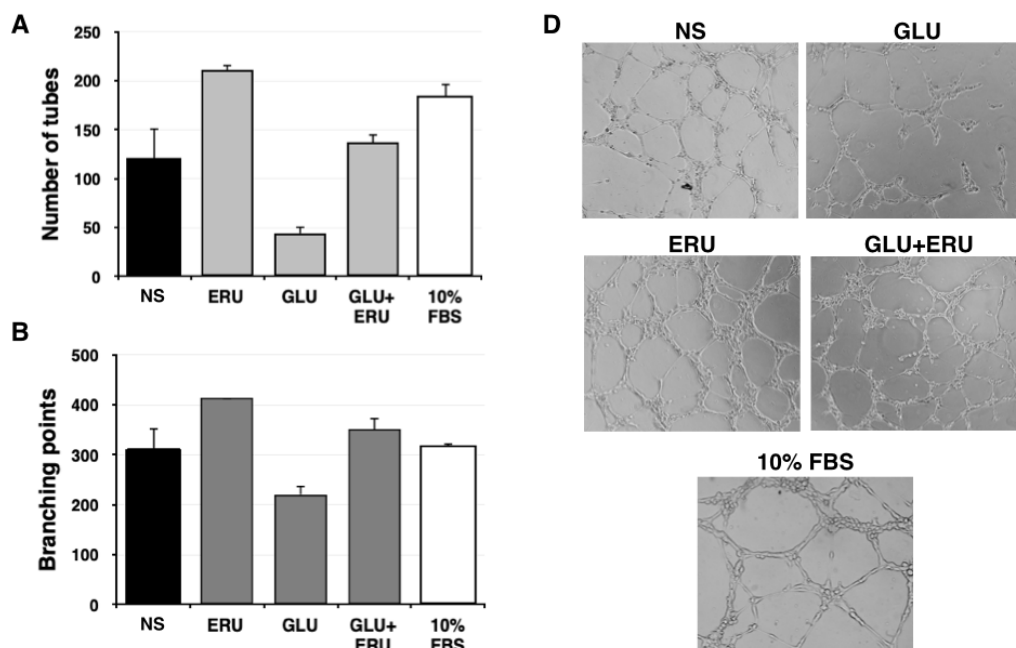 A
Number of tubes
250
200
150
100
50
0
NS
ERU
GLU
GLU+
ERU
10%
FBS
B
Branching points
500
400
300
200
100
0
NS
ERU
GLU
GLU+
ERU
10%
FBS
D
NS
GLU
ERU
GLU+ERU
10% FBS